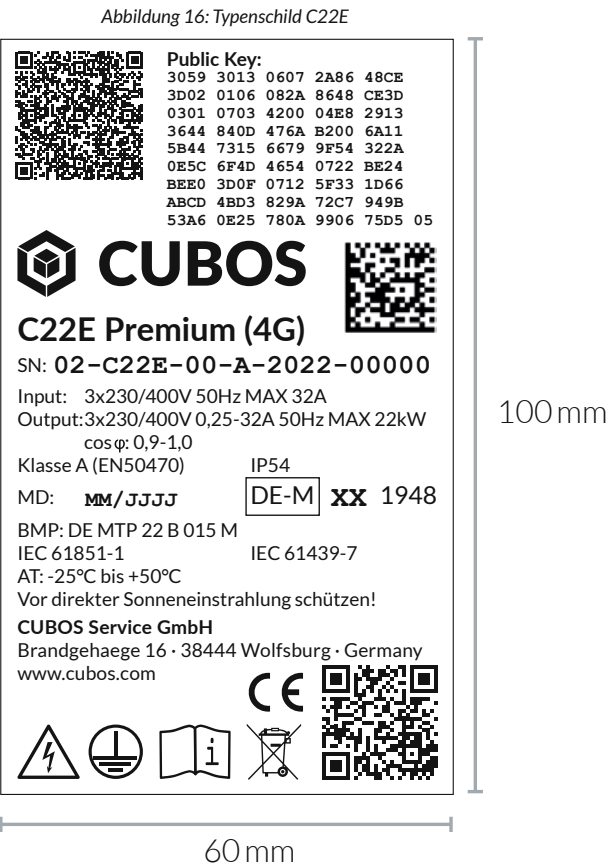 Abbildung 16: Typenschild C22E
Public Key:
3059 3013 0607 2A86 48CE
3D02 0106 082A 8648 CE3D
0301 0703 4200 04E8 2913
3644 840D 476A B200 6A11
5B44 7315 6679 9F54 322A
0E5C 6F4D 4654 0722 BE24
BEE0 3D0F 0712 5F33 1D66
ABCD 4BD3 829A 72C7 949B
53A6 0E25 780A 9906 75D5 05
CUBOS
C22E Premium (4G)
SN: 02-C22E-00-A-2022-00000
Input: 3x230/400V 50Hz MAX 32A
Output:3x230/400V 0,25-32A 50Hz MAX 22kW
cos φ: 0,9-1,0
Klasse A (EN50470) IP54
MD: MM/JJJJ DE-M XX 1948
BMP: DE MTP 22 B 015 M
IEC 61851-1 IEC 61439-7
AT: -25°C bis +50°C
Vor direkter Sonneneinstrahlung schützen!
CUBOS Service GmbH
Brandgehaege 16 · 38444 Wolfsburg · Germany
www.cubos.com
CE
i
100 mm
60 mm